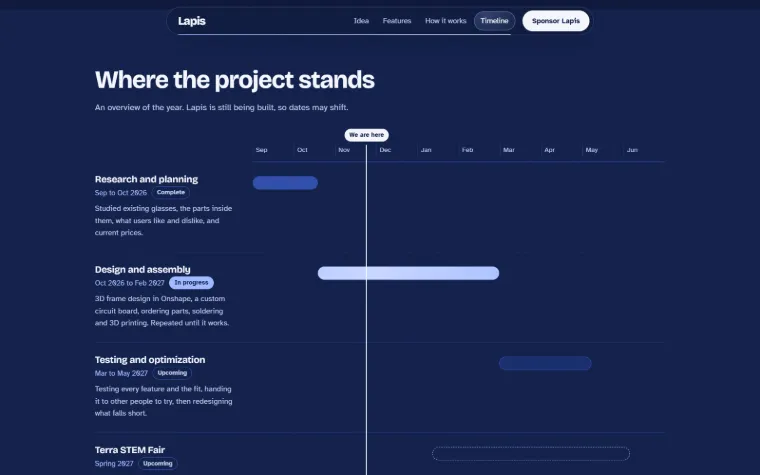 Lapis
Idea Features How it works Timeline Sponsor Lapis
Where the project stands
An overview of the year. Lapis is still being built, so dates may shift.
We are here
Sep Oct Nov Dec Jan Feb Mar Apr May Jun
Research and planning
Sep to Oct 2026 Complete
Studied existing glasses, the parts inside
them, what users like and dislike, and
current prices.
Design and assembly
Oct 2026 to Feb 2027 In progress
3D frame design in Onshape, a custom
circuit board, ordering parts, soldering
and 3D printing. Repeated until it works.
Testing and optimization
Mar to May 2027 Upcoming
Testing every feature and the fit, handing
it to other people to try, then redesigning
what falls short.
Terra STEM Fair
Spring 2027 Upcoming